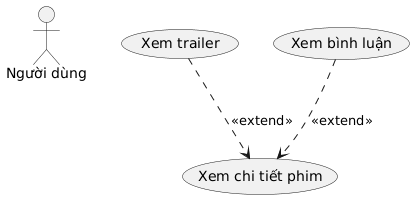 Xem trailer
Xem bình luận
Người dùng
«extend»
«extend»
Xem chi tiết phim